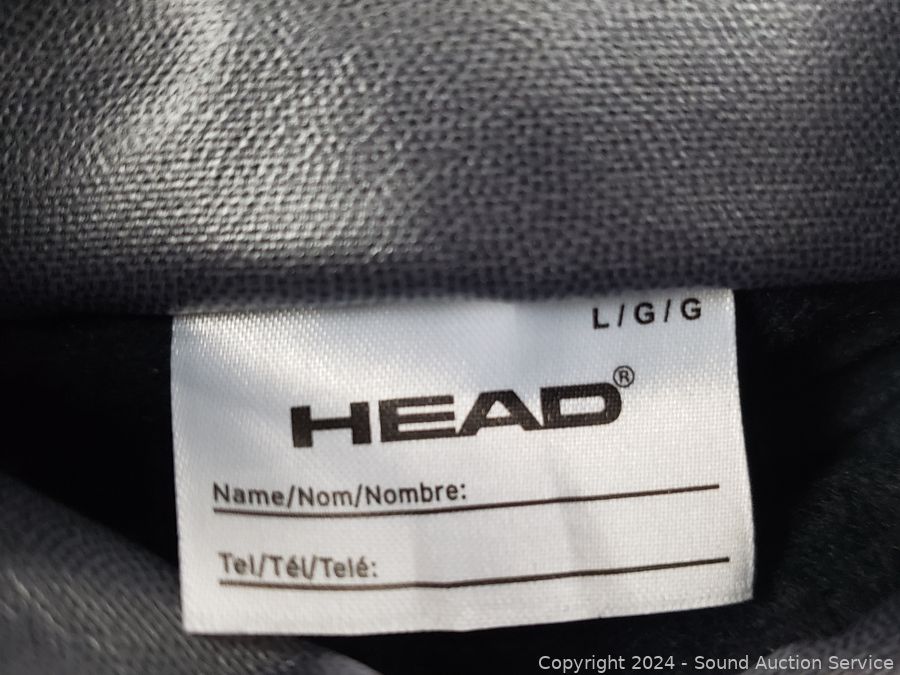 L / G / G
HEAD®
Name/Nom/Nombre:
Tel/Tél/Telé:
Copyright 2024 - Sound Auction Service